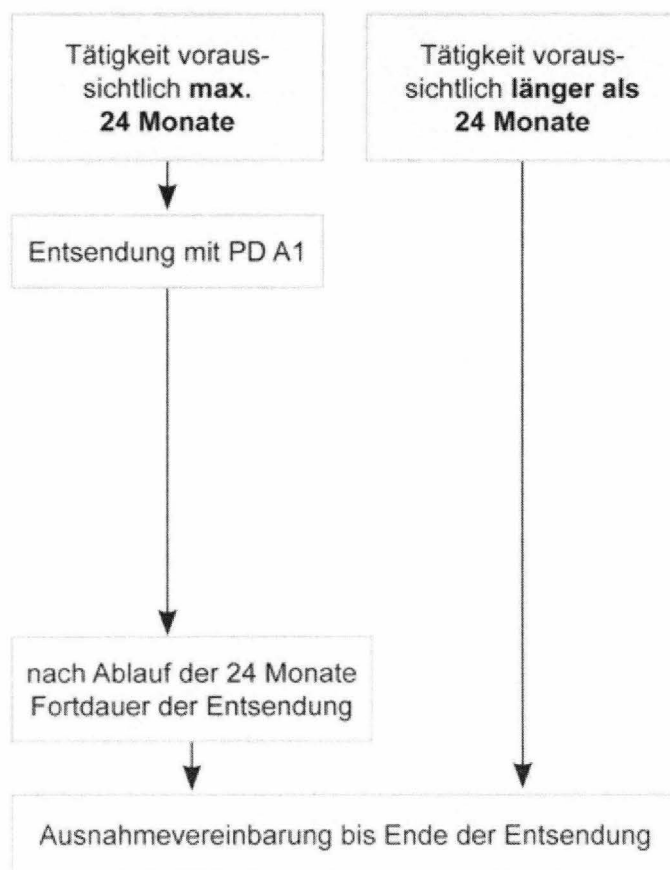 Tätigkeit voraus-
sichtlich max.
24 Monate
Tätigkeit voraus-
sichtlich länger als
24 Monate
Entsendung mit PD A1
nach Ablauf der 24 Monate
Fortdauer der Entsendung
Ausnahmevereinbarung bis Ende der Entsendung